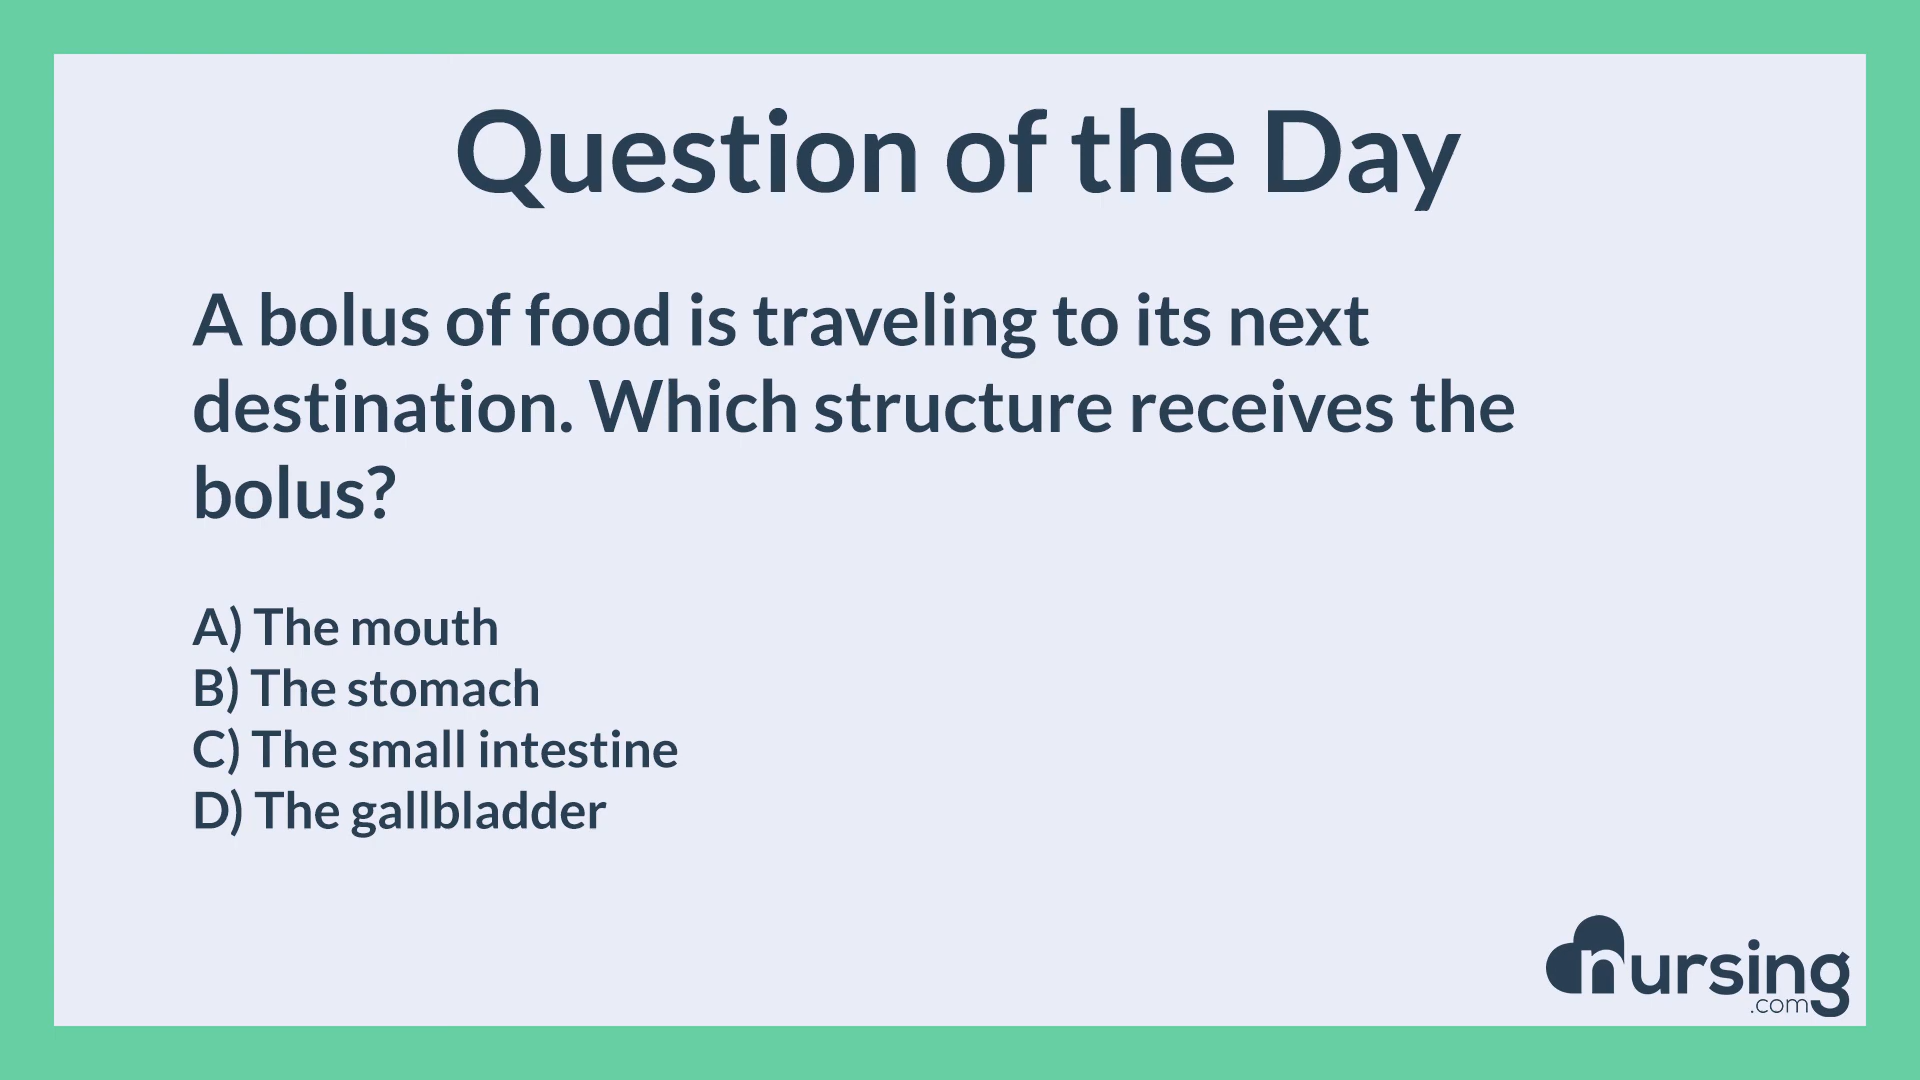 Question of the Day
A bolus of food is traveling to its next
destination. Which structure receives the
bolus?
A) The mouth
B) The stomach
C) The small intestine
D) The gallbladder
nursing
.com